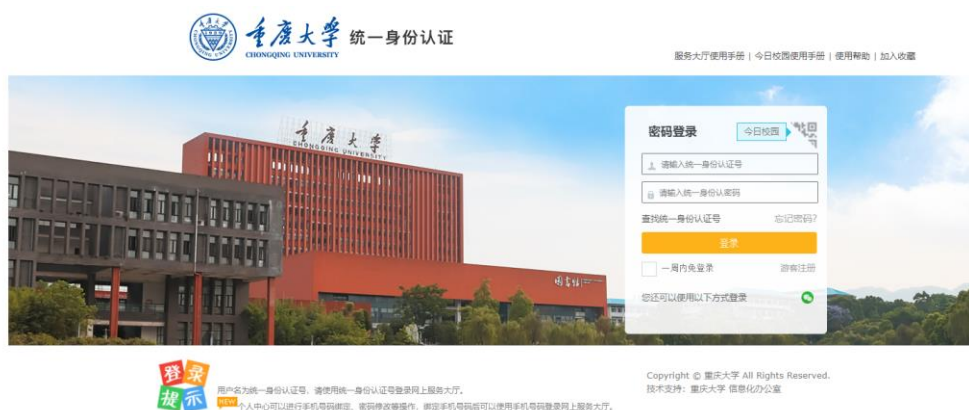 重庆大学
CHONGQING UNIVERSITY
统一身份认证
服务大厅使用手册 | 今日校园使用手册 | 使用帮助 | 加入收藏
重庆大学
CHONGQING UNIVERSITY
图书馆
密码登录
今日校园
请输入统一身份认证号
请输入统一身份认密码
查找统一身份认证号 忘记密码?
登录
一周内免登录 游客注册
您还可以使用以下方式登录
登录
提示
用户名为统一身份认证号，请使用统一身份认证号登录网上服务大厅。
NEW 个人中心可以进行手机号码绑定、密码修改等操作，绑定手机号码后可以使用手机号码登录网上服务大厅。
Copyright © 重庆大学 All Rights Reserved.
技术支持：重庆大学 信息化办公室